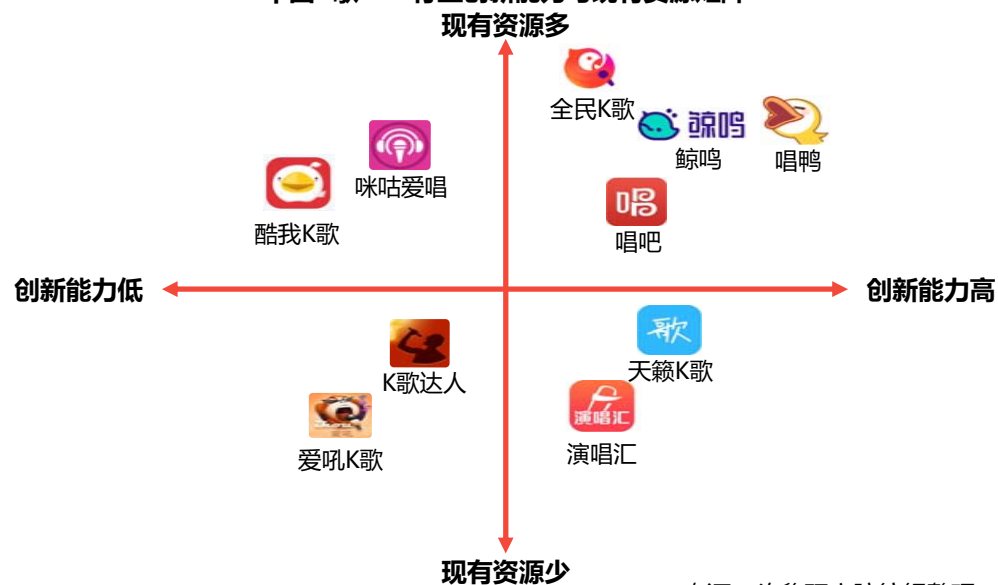 现有资源多
全民K歌
鲸鸣
鲸鸣
唱鸭
咪咕爱唱
唱
唱吧
酷我K歌
创新能力低
创新能力高
歌
天籁K歌
K歌达人
演唱汇
演唱汇
爱吼K歌
现有资源少